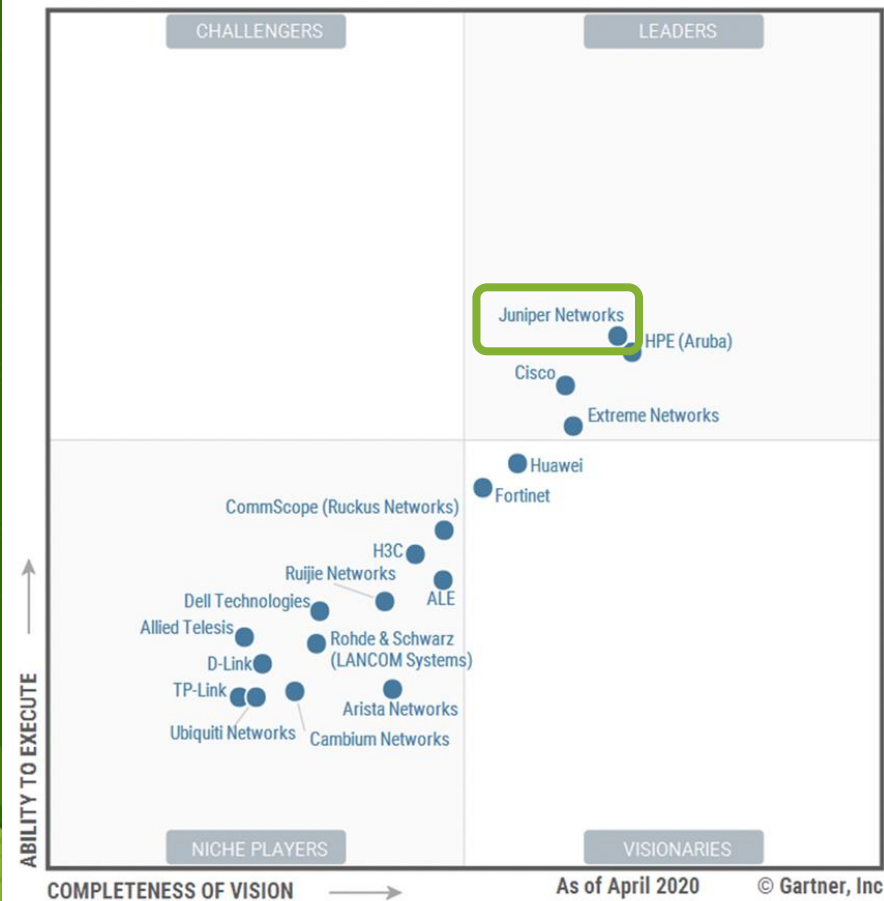 CHALLENGERS
LEADERS
Juniper Networks
HPE (Aruba)
Cisco
Extreme Networks
Huawei
Fortinet
CommScope (Ruckus Networks)
H3C
Ruijie Networks
ALE
Dell Technologies
Allied Telesis
Rohde & Schwarz
(LANCOM Systems)
D-Link
TP-Link
Arista Networks
Ubiquiti Networks
Cambium Networks
ABILITY TO EXECUTE
NICHE PLAYERS
VISIONARIES
COMPLETENESS OF VISION
As of April 2020
© Gartner, Inc